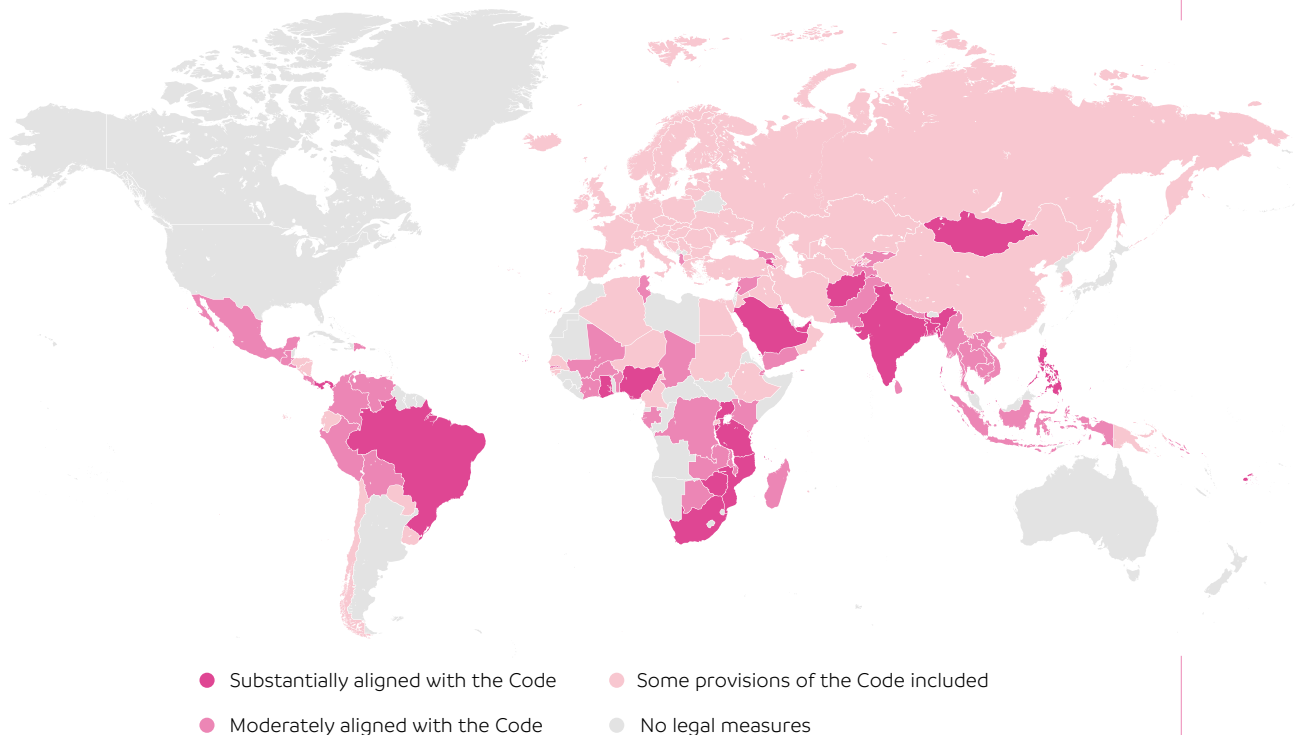 Substantially aligned with the Code
Some provisions of the Code included
Moderately aligned with the Code
No legal measures